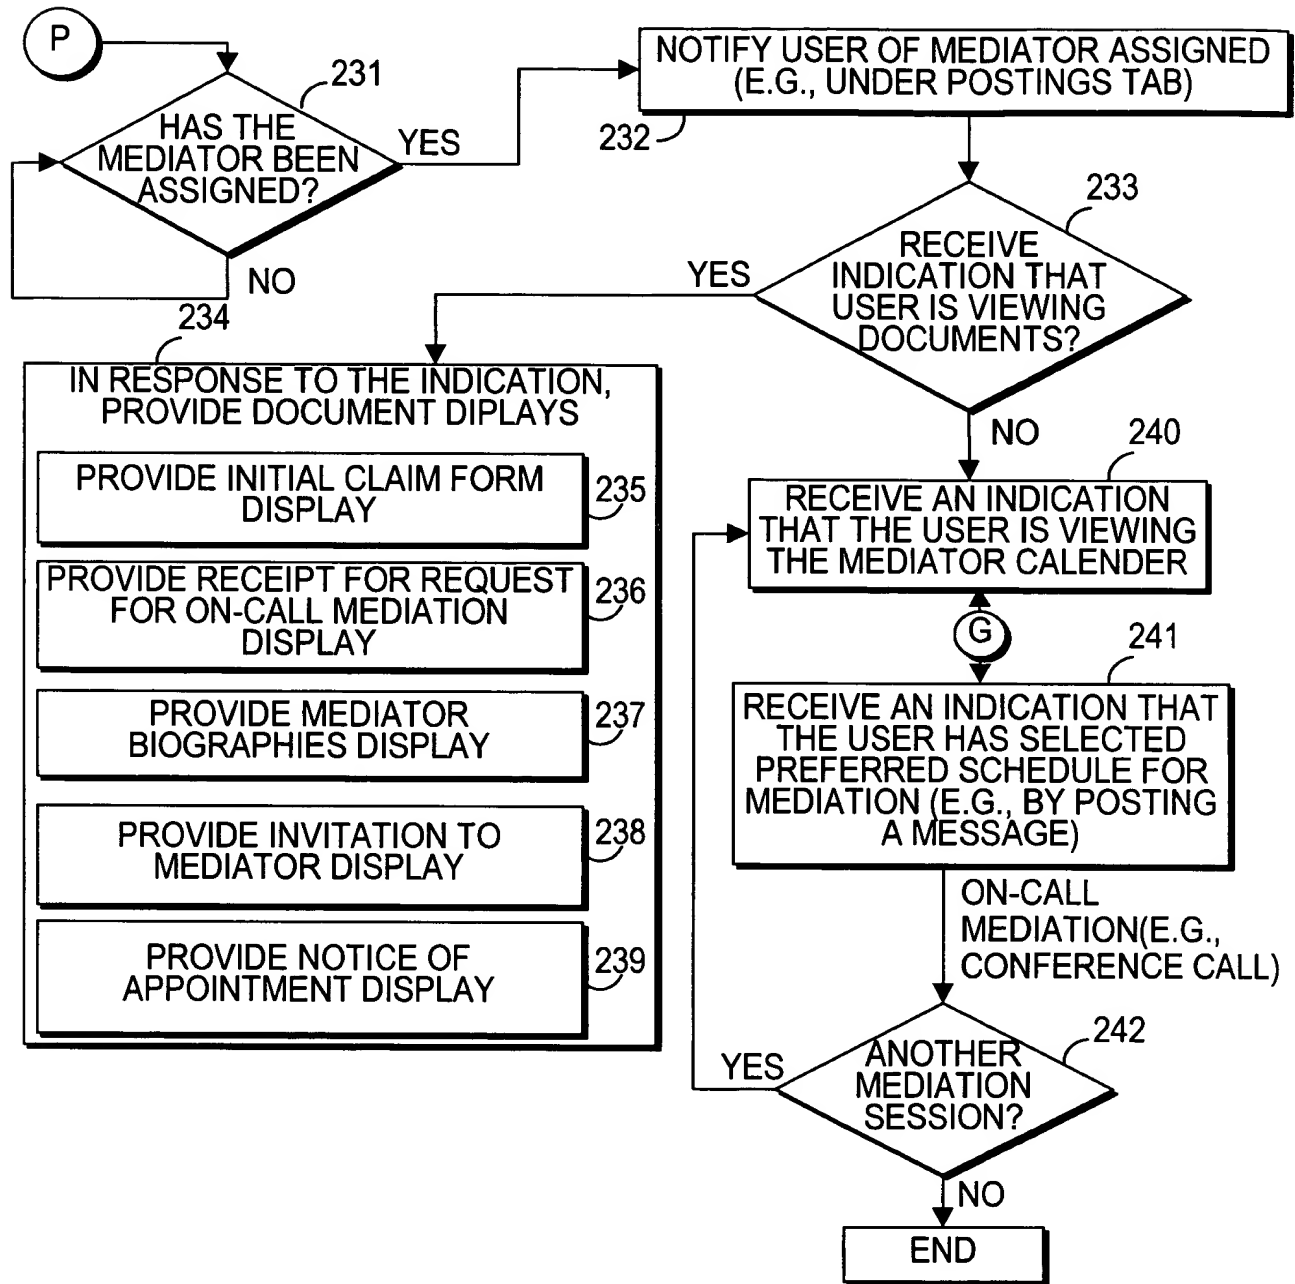 P
231
HAS THE
MEDIATOR BEEN
ASSIGNED?
YES
NO
NOTIFY USER OF MEDIATOR ASSIGNED
(E.G., UNDER POSTINGS TAB)
232
233
RECEIVE
INDICATION THAT
USER IS VIEWING
DOCUMENTS?
YES
NO
234
IN RESPONSE TO THE INDICATION,
PROVIDE DOCUMENT DIPLAYS
PROVIDE INITIAL CLAIM FORM
DISPLAY
235
PROVIDE RECEIPT FOR REQUEST
FOR ON-CALL MEDIATION
DISPLAY
236
PROVIDE MEDIATOR
BIOGRAPHIES DISPLAY
237
PROVIDE INVITATION TO
MEDIATOR DISPLAY
238
PROVIDE NOTICE OF
APPOINTMENT DISPLAY
239
240
RECEIVE AN INDICATION
THAT THE USER IS VIEWING
THE MEDIATOR CALENDER
G
241
RECEIVE AN INDICATION THAT
THE USER HAS SELECTED
PREFERRED SCHEDULE FOR
MEDIATION (E.G., BY POSTING
A MESSAGE)
ON-CALL
MEDIATION(E.G.,
CONFERENCE CALL)
242
ANOTHER
MEDIATION
SESSION?
YES
NO
END